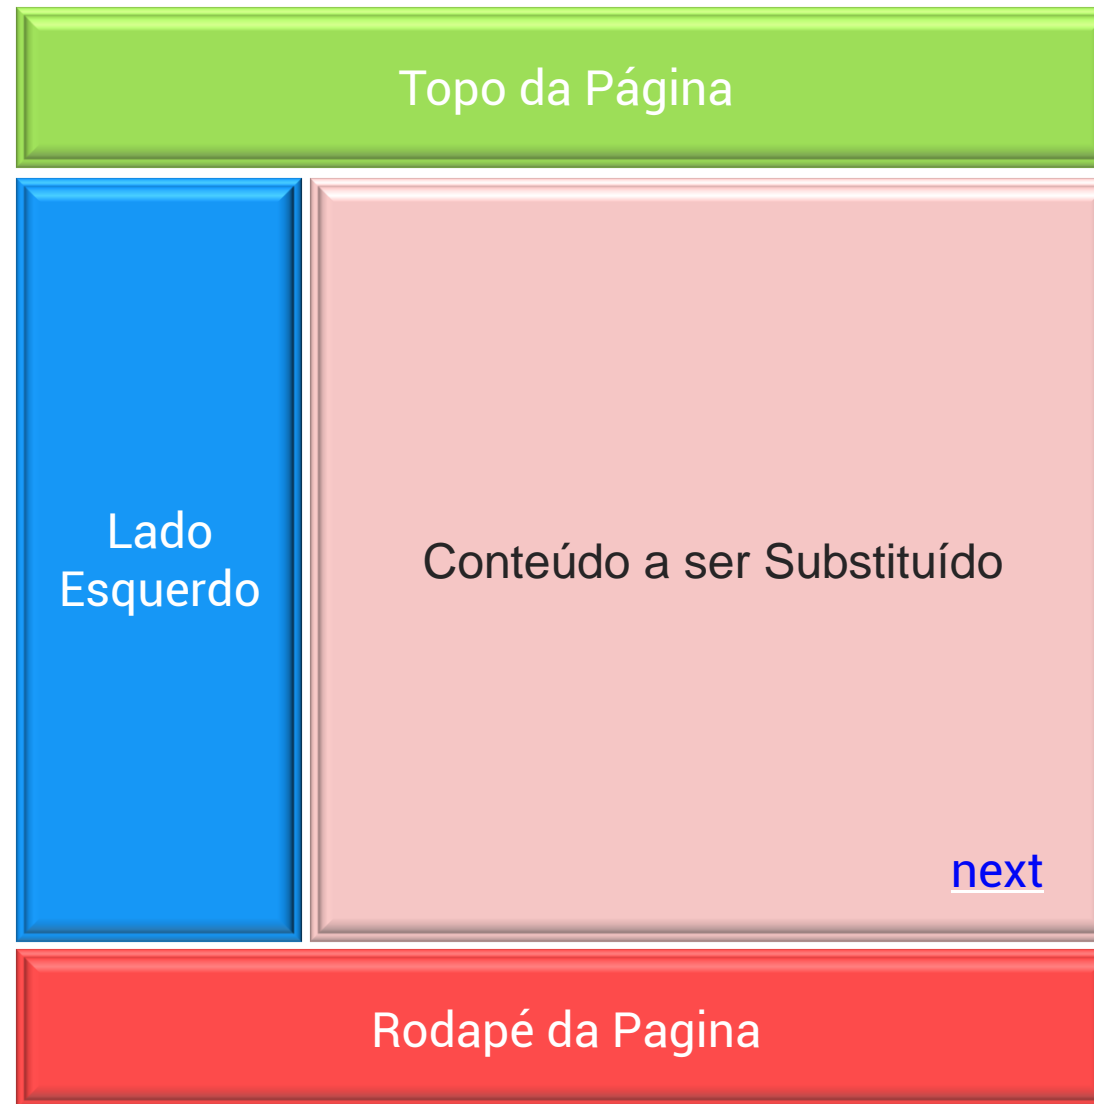 Topo da Página
Lado
Esquerdo
Conteúdo a ser Substituído
next
Rodapé da Pagina